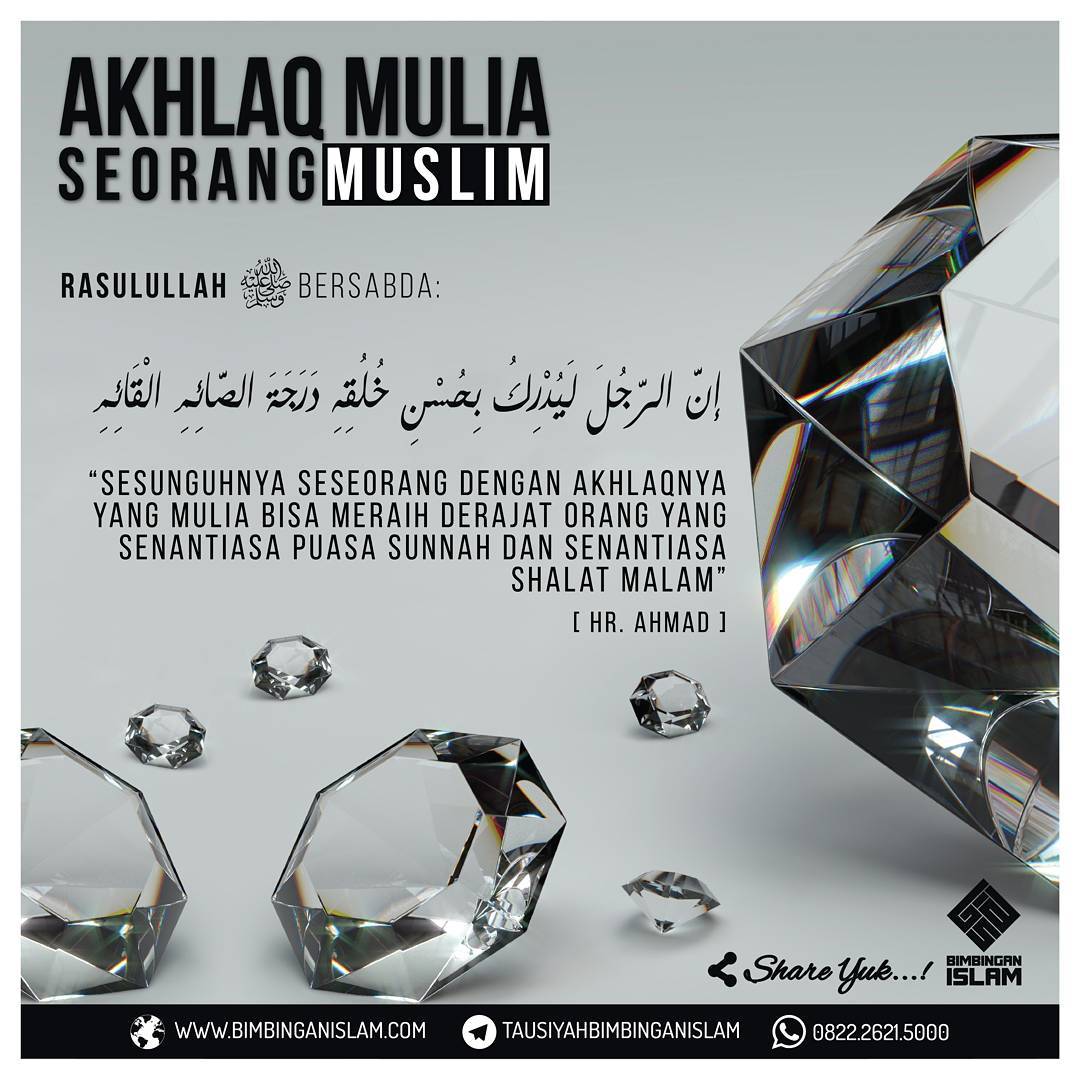 AKHLAQ MULIA
SEORANG MUSLIM
RASULULLAH ﷺ BERSABDA:
إنّ الرّجُلَ لَيُدْرِكُ بِحُسْنِ خُلُقِهِ دَرَجَةَ الصّائِمِ الْقَائِمِ
“SESUNGUHNYA SESEORANG DENGAN AKHLAQNYA
YANG MULIA BISA MERAIH DERAJAT ORANG YANG
SENANTIASA PUASA SUNNAH DAN SENANTIASA
SHALAT MALAM”
[ HR. AHMAD ]
Share Yuk...!
BIMBINGAN
ISLAM
WWW.BIMBINGANISLAM.COM TAUSIYAHBIMBINGANISLAM 0822.2621.5000